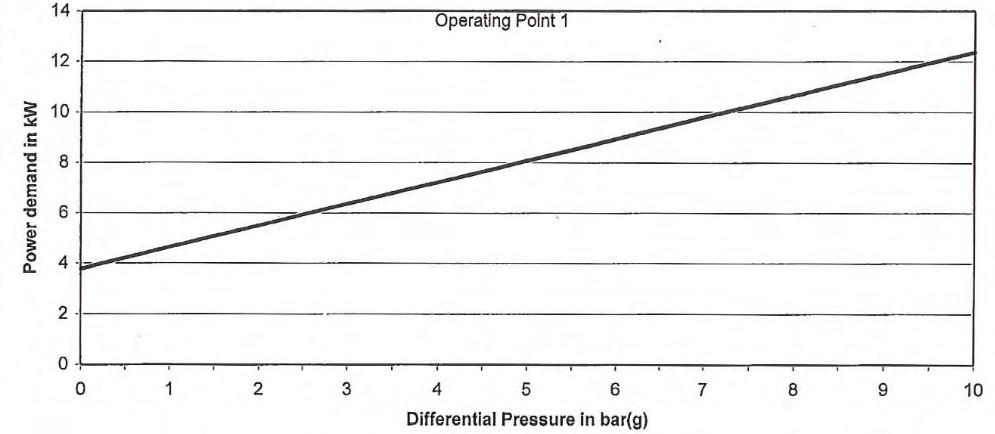 Operating Point 1
14
12
10
8
6
4
2
0
Power demand in kW
0 1 2 3 4 5 6 7 8 9 10
Differential Pressure in bar(g)